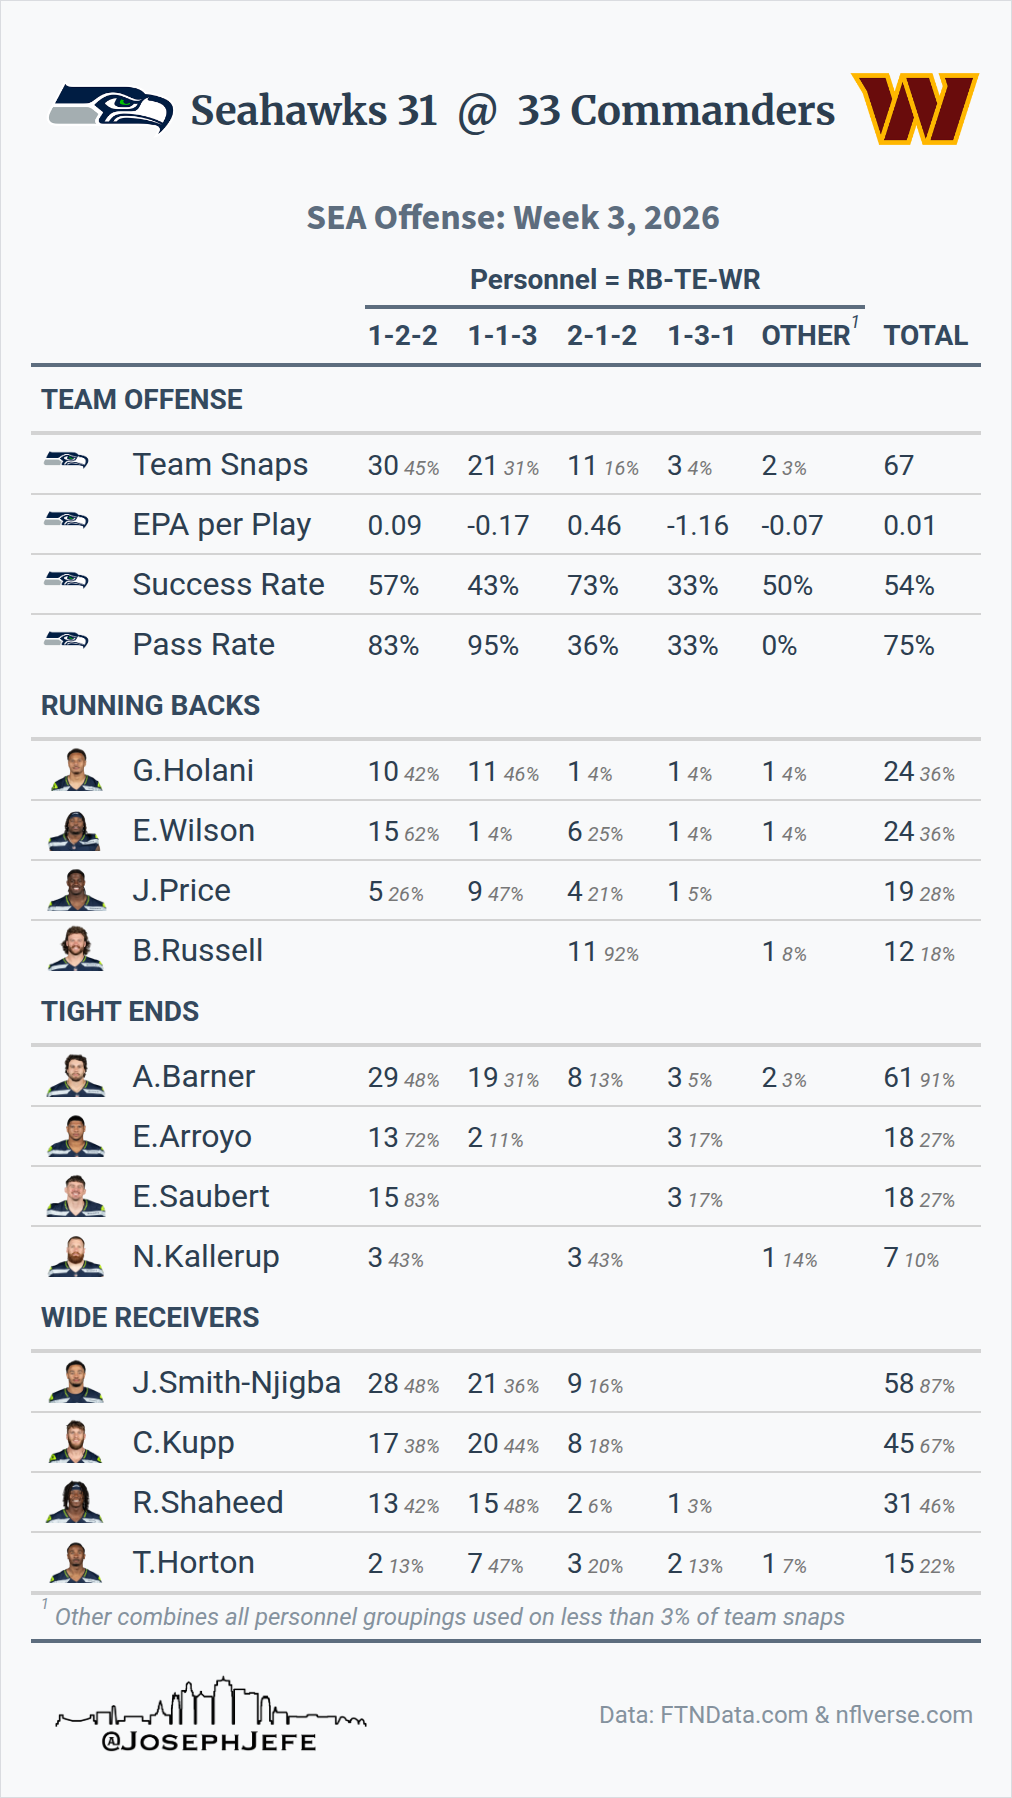 Seahawks 31 @ 33 Commanders
SEA Offense: Week 3, 2026
Personnel = RB-TE-WR
1-2-2 1-1-3 2-1-2 1-3-1 OTHER1 TOTAL
TEAM OFFENSE
Team Snaps 30 45% 21 31% 11 16% 3 4% 2 3% 67
EPA per Play 0.09 -0.17 0.46 -1.16 -0.07 0.01
Success Rate 57% 43% 73% 33% 50% 54%
Pass Rate 83% 95% 36% 33% 0% 75%
RUNNING BACKS
G.Holani 10 42% 11 46% 1 4% 1 4% 1 4% 24 36%
E.Wilson 15 62% 1 4% 6 25% 1 4% 1 4% 24 36%
J.Price 5 26% 9 47% 4 21% 1 5% 19 28%
B.Russell 11 92% 1 8% 12 18%
TIGHT ENDS
A.Barner 29 48% 19 31% 8 13% 3 5% 2 3% 61 91%
E.Arroyo 13 72% 2 11% 3 17% 18 27%
E.Saubert 15 83% 3 17% 18 27%
N.Kallerup 3 43% 3 43% 1 14% 7 10%
WIDE RECEIVERS
J.Smith-Njigba 28 48% 21 36% 9 16% 58 87%
C.Kupp 17 38% 20 44% 8 18% 45 67%
R.Shaheed 13 42% 15 48% 2 6% 1 3% 31 46%
T.Horton 2 13% 7 47% 3 20% 2 13% 1 7% 15 22%
1 Other combines all personnel groupings used on less than 3% of team snaps
@JOSEPHJEFE
Data: FTNData.com & nflverse.com